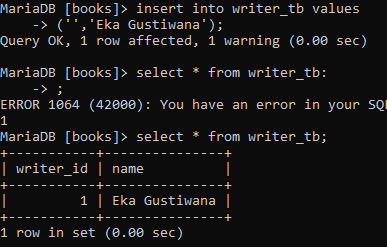 MariaDB [books]> insert into writer_tb values
    -> ('','Eka Gustiwana');
Query OK, 1 row affected, 1 warning (0.00 sec)

MariaDB [books]> select * from writer_tb:
    -> ;
ERROR 1064 (42000): You have an error in your SQ
1
MariaDB [books]> select * from writer_tb;
+-----------+---------------+
| writer_id | name          |
+-----------+---------------+
|         1 | Eka Gustiwana |
+-----------+---------------+
1 row in set (0.00 sec)